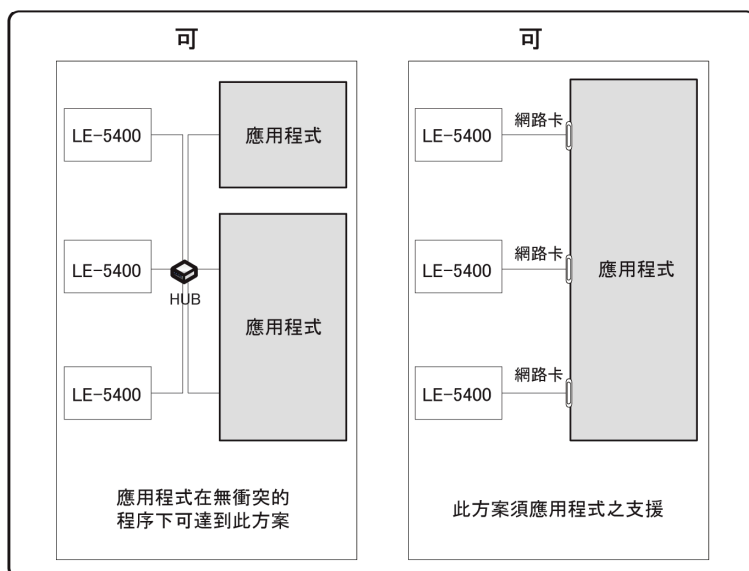 可
LE-5400
應用程式
LE-5400
HUB
應用程式
LE-5400
應用程式在無衝突的
程序下可達到此方案
可
LE-5400
網路卡
LE-5400
網路卡
應用程式
LE-5400
網路卡
此方案須應用程式之支援